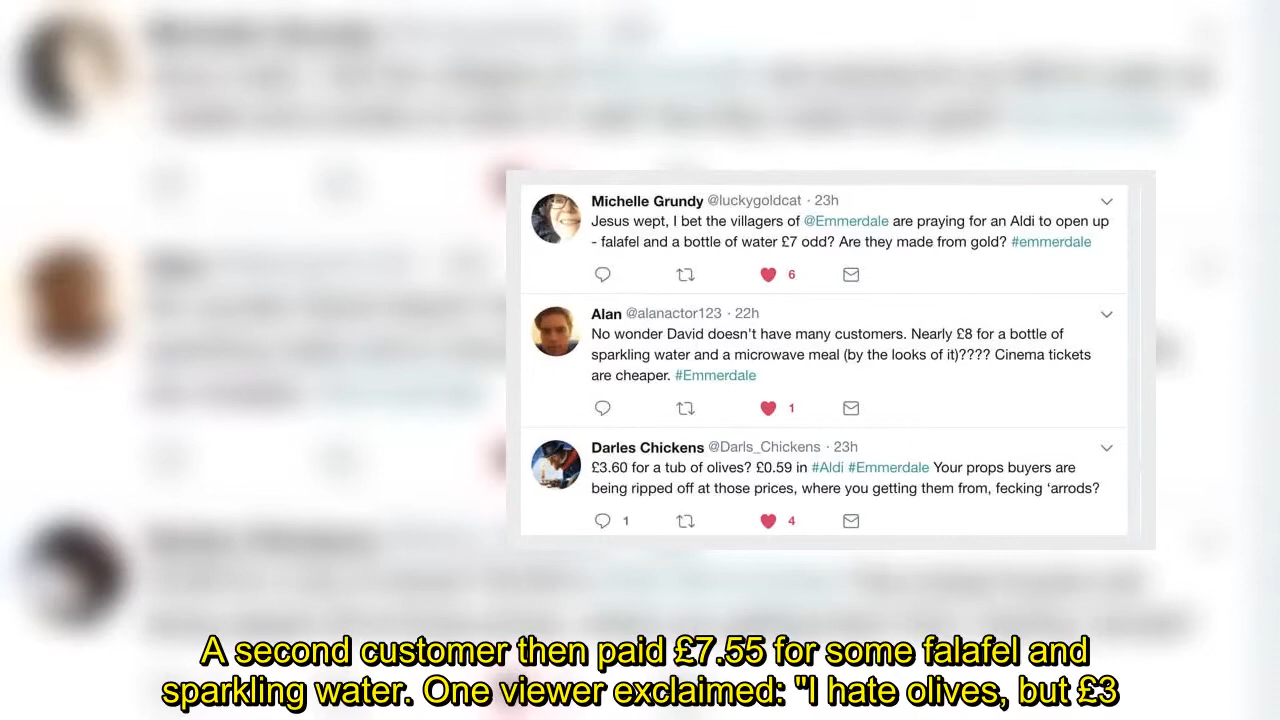 Michelle Grundy @luckygoldcat · 23h
Jesus wept, I bet the villagers of @Emmerdale are praying for an Aldi to open up
- falafel and a bottle of water £7 odd? Are they made from gold? #emmerdale
6
Alan @alanactor123 · 22h
No wonder David doesn't have many customers. Nearly £8 for a bottle of
sparkling water and a microwave meal (by the looks of it)???? Cinema tickets
are cheaper. #Emmerdale
1
Darles Chickens @Darls_Chickens · 23h
£3.60 for a tub of olives? £0.59 in #Aldi #Emmerdale Your props buyers are
being ripped off at those prices, where you getting them from, fecking ‘arrods?
1 4
A second customer then paid £7.55 for some falafel and
sparkling water. One viewer exclaimed: "I hate olives, but £3